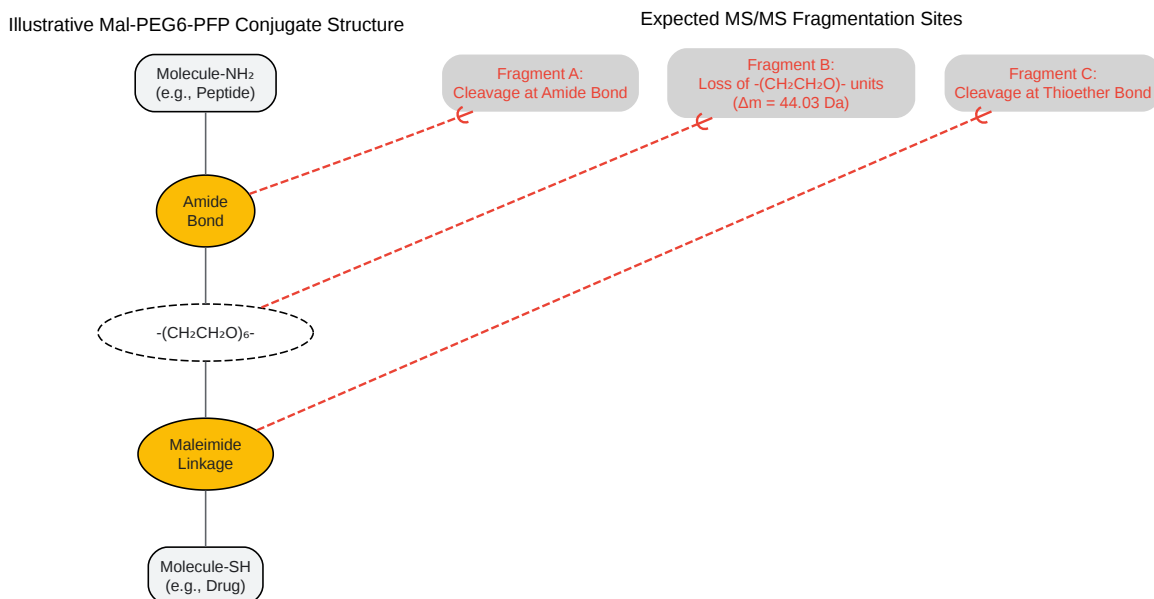 Illustrative Mal-PEG6-PFP Conjugate Structure
Expected MS/MS Fragmentation Sites
Molecule-NH₂
(e.g., Peptide)
Fragment A:
Cleavage at Amide Bond
Fragment B:
Loss of -(CH₂CH₂O)- units
(Δm = 44.03 Da)
Fragment C:
Cleavage at Thioether Bond
Amide
Bond
-(CH₂CH₂O)₆-
Maleimide
Linkage
Molecule-SH
(e.g., Drug)